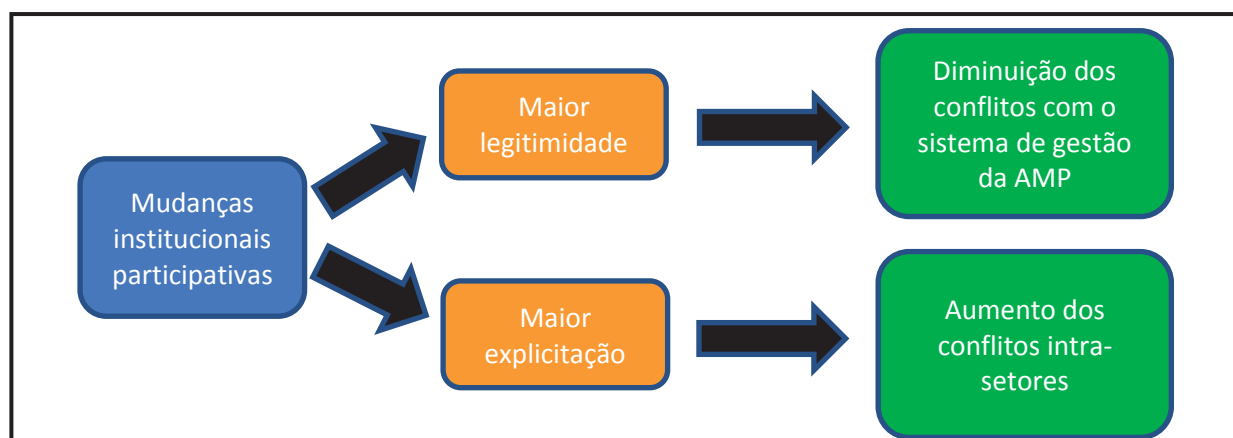 Mudanças
institucionais
participativas
Maior
legitimidade
Diminuição dos
conflitos com o
sistema de gestão
da AMP
Maior
explicitação
Aumento dos
conflitos intra-
setores